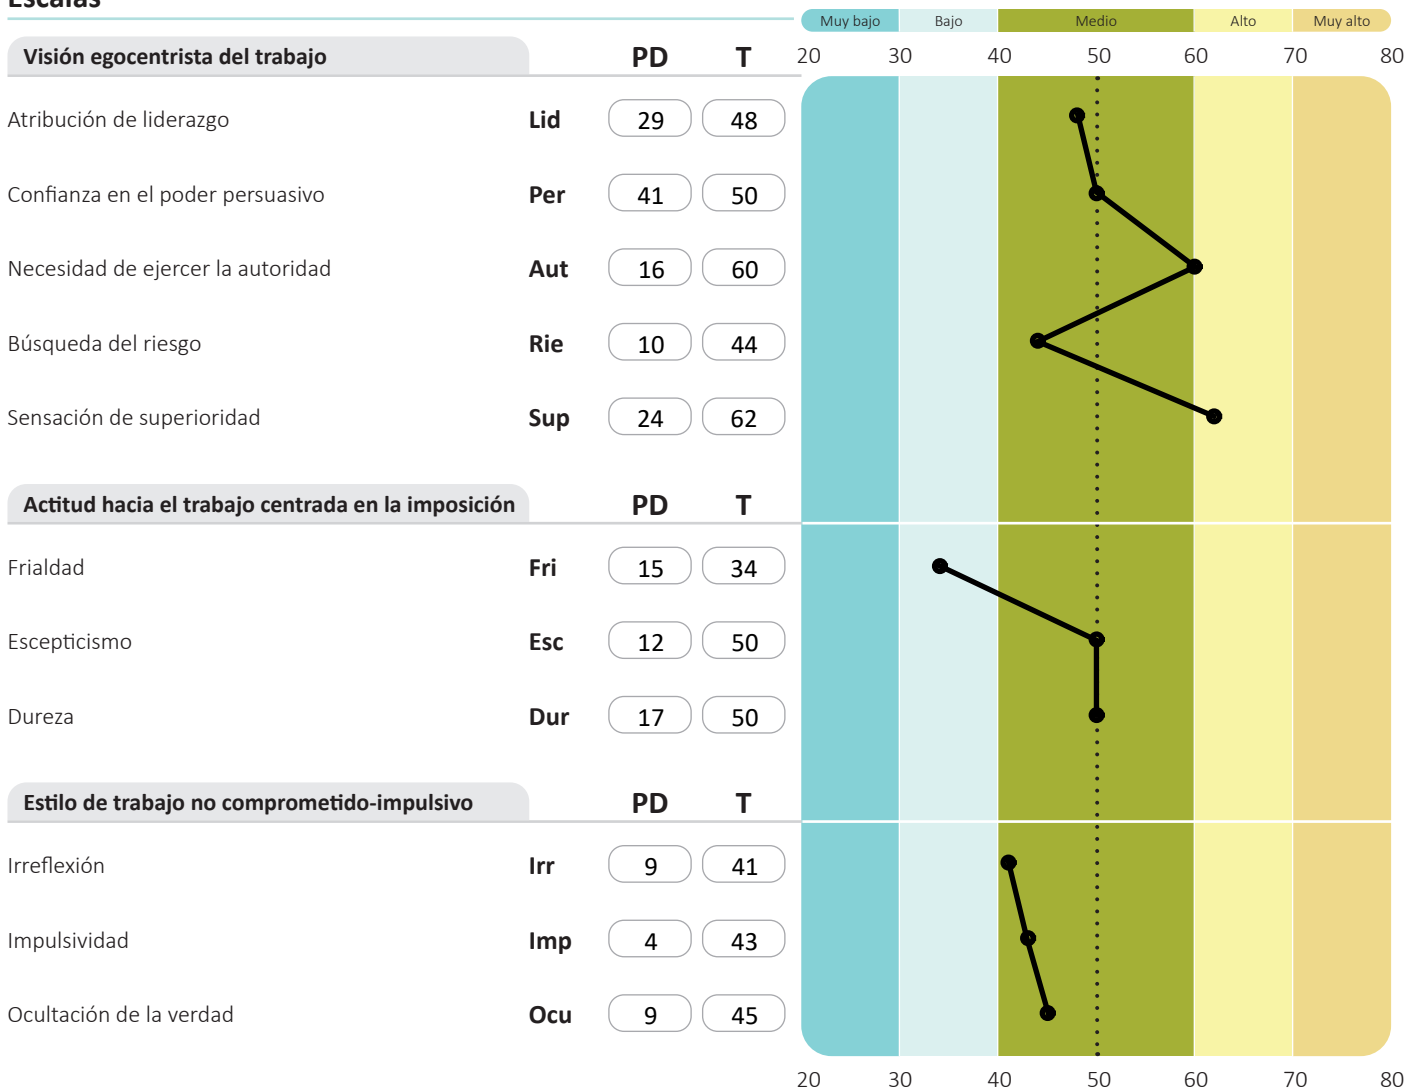 Escalas
Muy bajo Bajo Medio Alto Muy alto
Visión egocentrista del trabajo PD T 20 30 40 50 60 70 80
Atribución de liderazgo Lid 29 48
Confianza en el poder persuasivo Per 41 50
Necesidad de ejercer la autoridad Aut 16 60
Búsqueda del riesgo Rie 10 44
Sensación de superioridad Sup 24 62
Actitud hacia el trabajo centrada en la imposición PD T
Frialdad Fri 15 34
Escepticismo Esc 12 50
Dureza Dur 17 50
Estilo de trabajo no comprometido-impulsivo PD T
Irreflexión Irr 9 41
Impulsividad Imp 4 43
Ocultación de la verdad Ocu 9 45
20 30 40 50 60 70 80